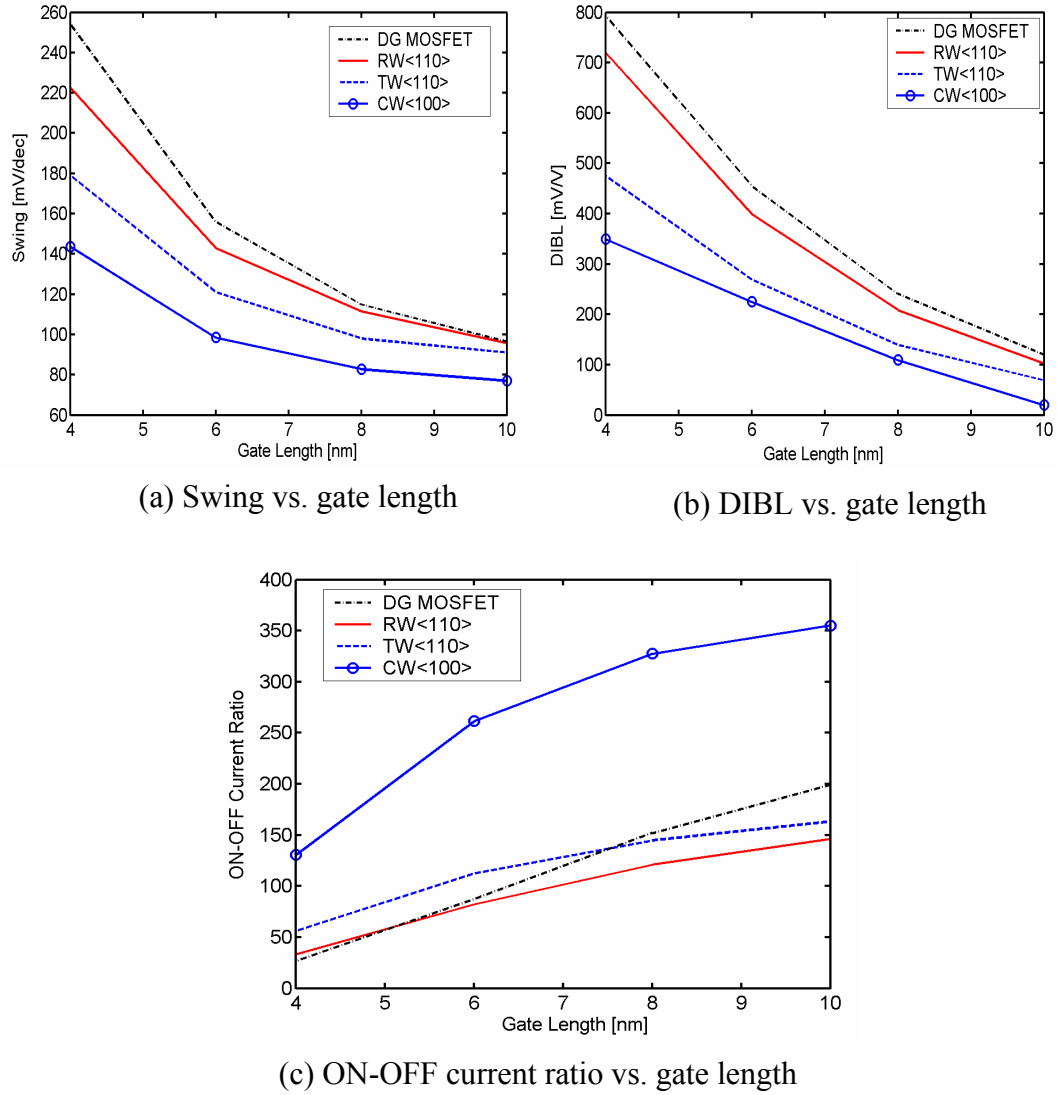 260
240
220
200
180
160
140
120
100
80
60
Swing [mV/dec]
DG MOSFET
RW<110>
TW<110>
CW<100>
4 5 6 7 8 9 10
Gate Length [nm]
(a) Swing vs. gate length
800
700
600
500
400
300
200
100
0
DIBL [mV/V]
DG MOSFET
RW<110>
TW<110>
CW<100>
4 5 6 7 8 9 10
Gate Length [nm]
(b) DIBL vs. gate length
400
350
300
250
200
150
100
50
0
ON-OFF Current Ratio
DG MOSFET
RW<110>
TW<110>
CW<100>
4 5 6 7 8 9 10
Gate Length [nm]
(c) ON-OFF current ratio vs. gate length